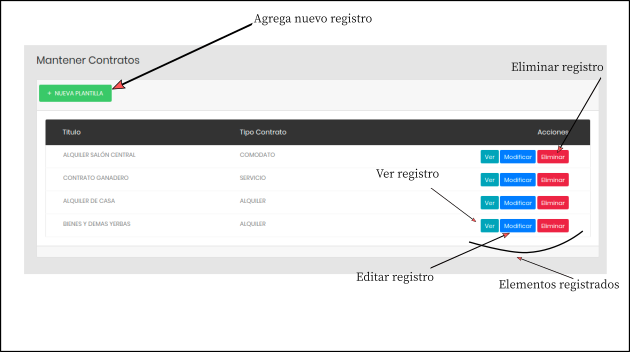 Agrega nuevo registro
Mantener Contratos
Eliminar registro
+ NUEVA PLANTILLA
Título Tipo Contrato Acciones
ALQUILER SALÓN CENTRAL COMODATO Ver Modificar Eliminar
CONTRATO GANADERO SERVICIO Ver Modificar Eliminar
Ver registro
ALQUILER DE CASA ALQUILER Ver Modificar Eliminar
BIENES Y DEMAS YERBAS ALQUILER Ver Modificar Eliminar
Editar registro
Elementos registrados